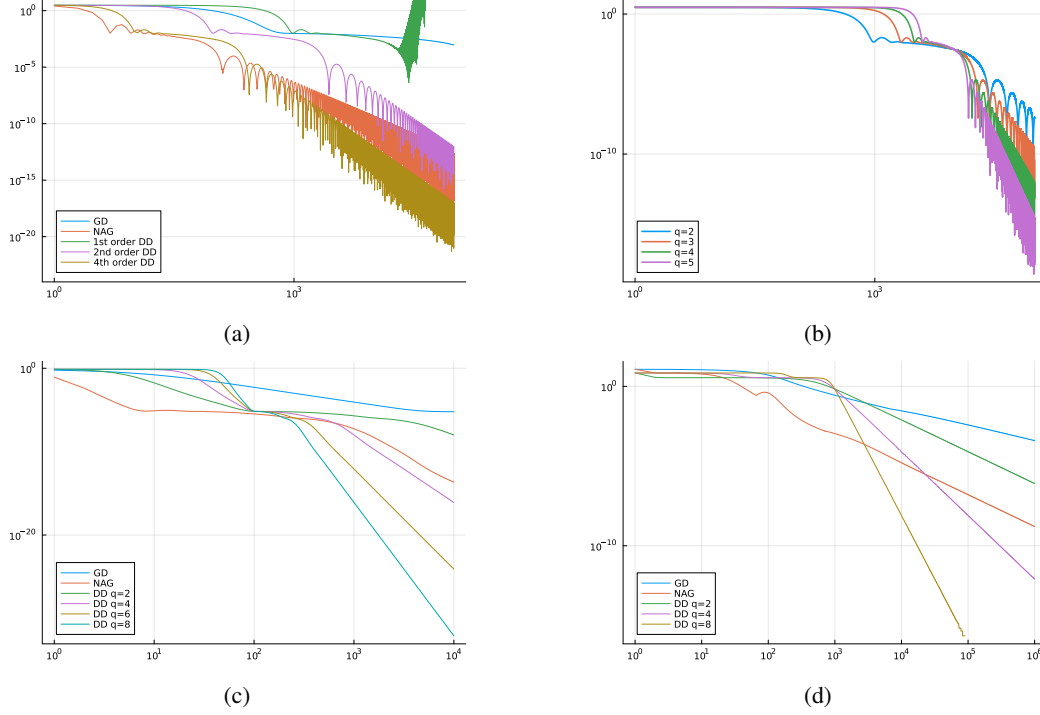 10^0
10^-5
10^-10
10^-15
10^-20
GD
NAG
1st order DD
2nd order DD
4th order DD
10^0
10^3
(a)
10^0
10^-10
q=2
q=3
q=4
q=5
10^0
10^3
(b)
10^0
10^-20
GD
NAG
DD q=2
DD q=4
DD q=6
DD q=8
10^0
10^1
10^2
10^3
10^4
(c)
10^0
10^-10
GD
NAG
DD q=2
DD q=4
DD q=8
10^0
10^1
10^2
10^3
10^4
10^5
10^6
(d)